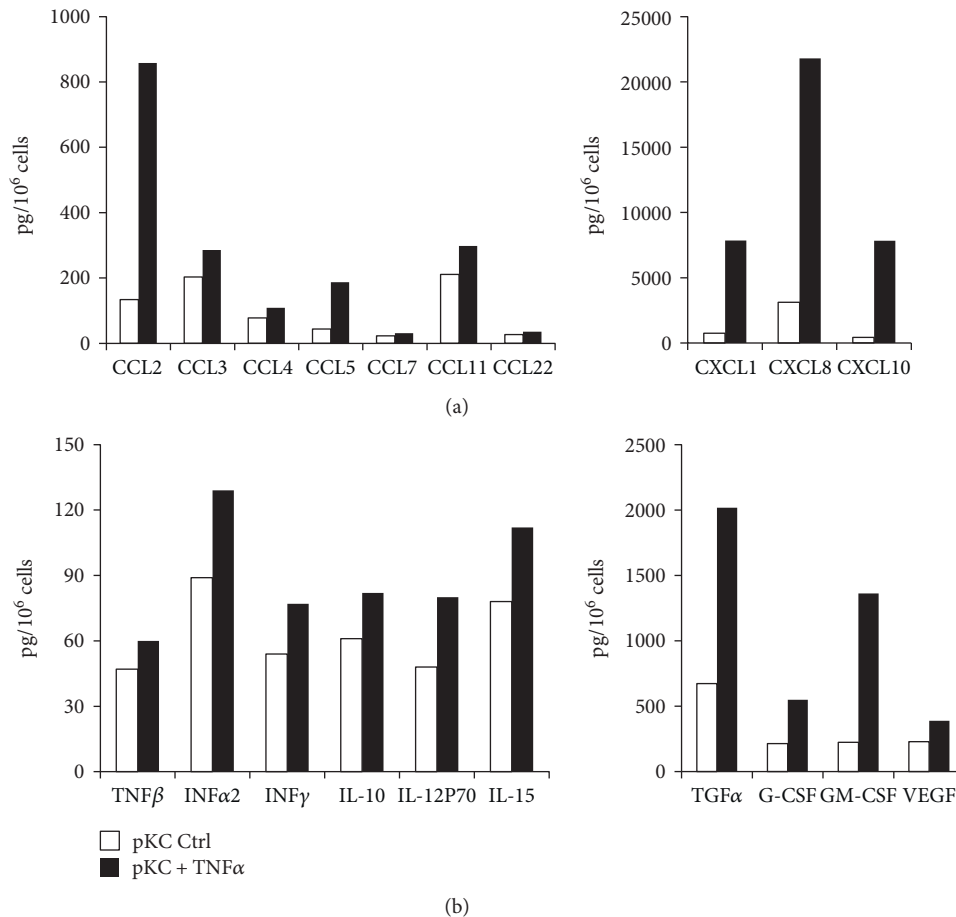 1000
800
600
400
200
0
pg/10⁶ cells
CCL2 CCL3 CCL4 CCL5 CCL7 CCL11 CCL22
25000
20000
15000
10000
5000
0
pg/10⁶ cells
CXCL1 CXCL8 CXCL10
(a)
150
120
90
60
30
0
pg/10⁶ cells
TNFβ INFα2 INFγ IL-10 IL-12P70 IL-15
2500
2000
1500
1000
500
0
pg/10⁶ cells
TGFα G-CSF GM-CSF VEGF
pKC Ctrl
pKC + TNFα
(b)